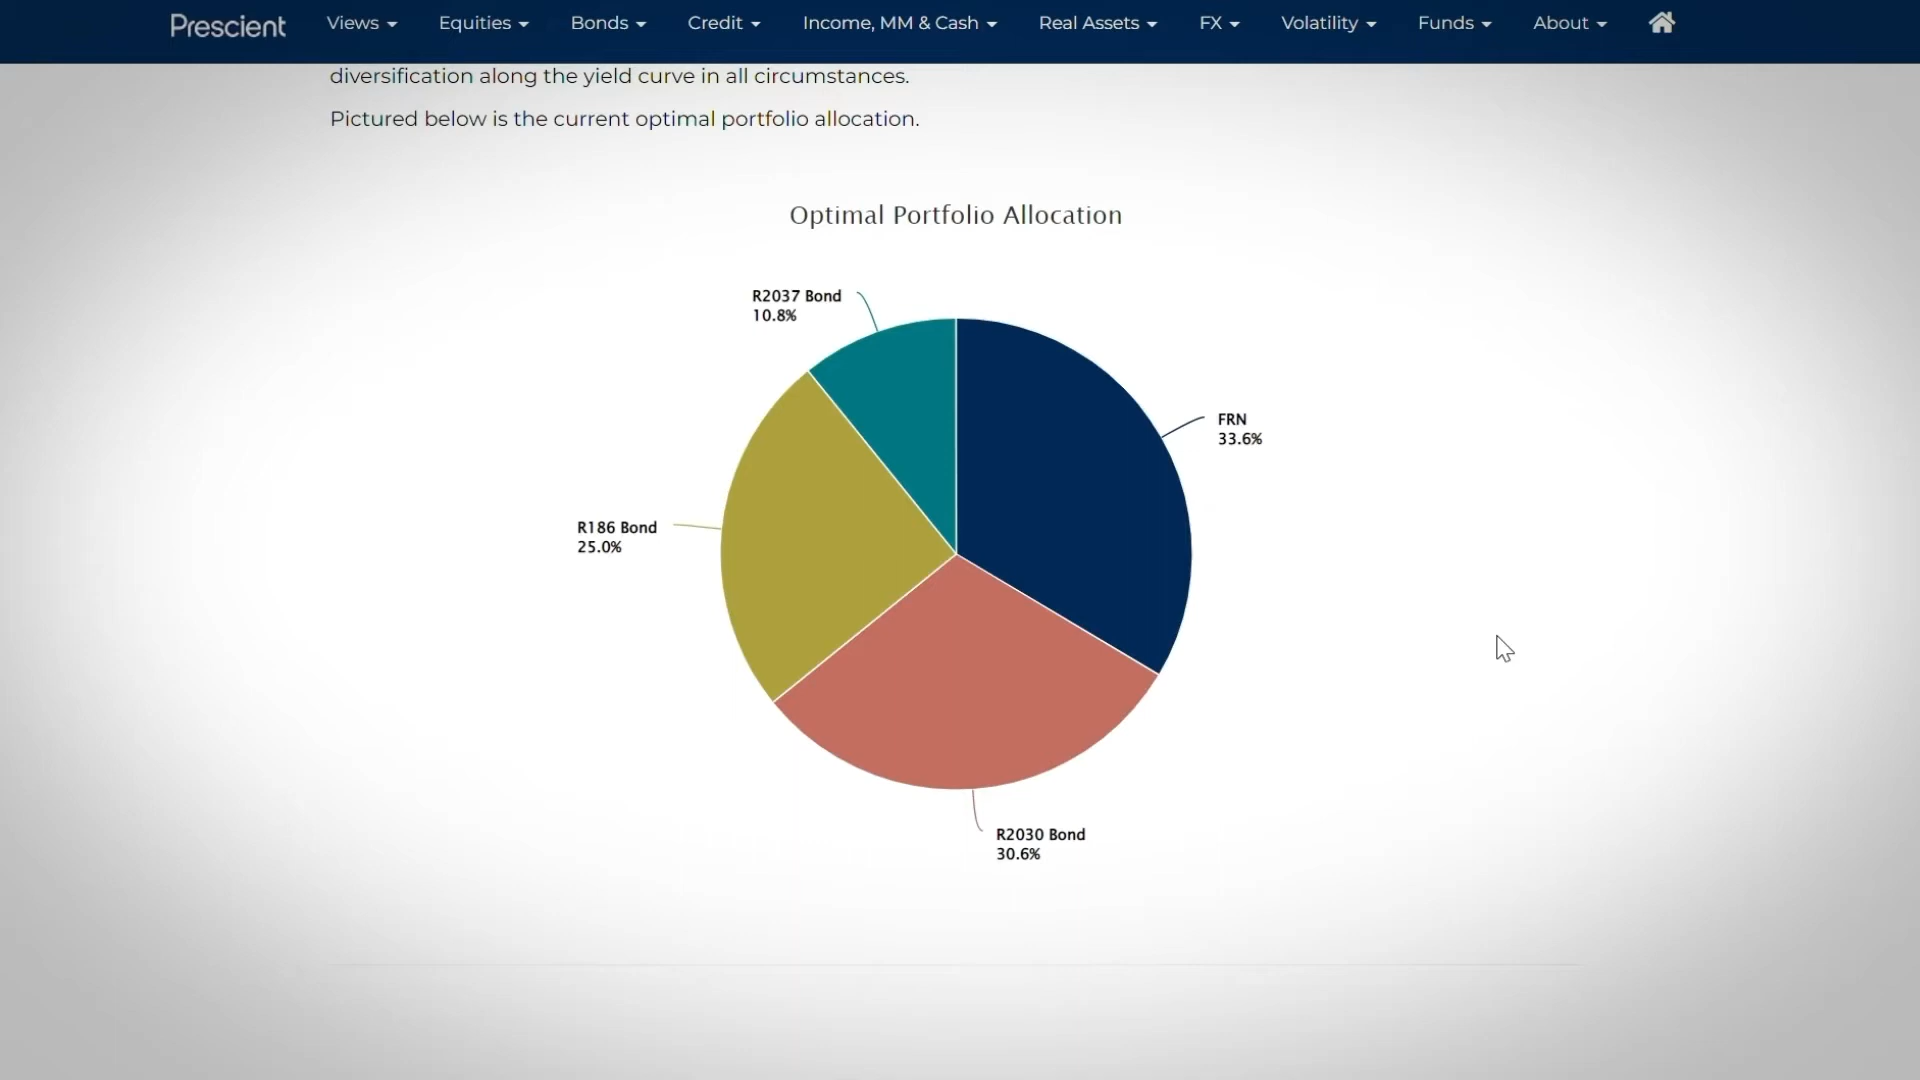 Prescient Views Equities Bonds Credit Income, MM & Cash Real Assets FX Volatility Funds About
diversification along the yield curve in all circumstances.
Pictured below is the current optimal portfolio allocation.
Optimal Portfolio Allocation
R2037 Bond
10.8%
FRN
33.6%
R186 Bond
25.0%
R2030 Bond
30.6%